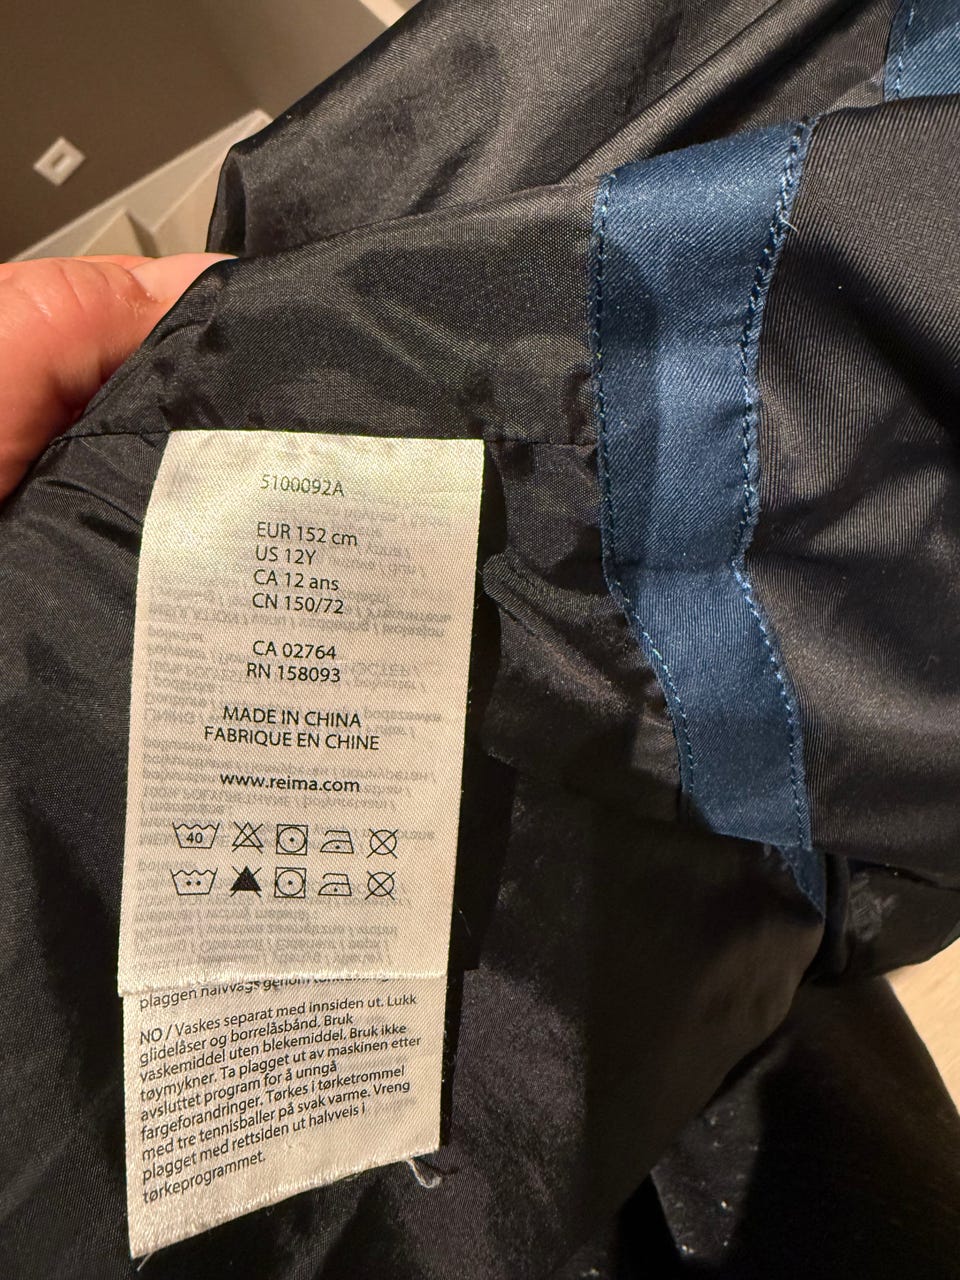 5100092A
EUR 152 cm
US 12Y
CA 12 ans
CN 150/72
CA 02764
RN 158093
MADE IN CHINA
FABRIQUE EN CHINE
www.reima.com
40
plaggen halvvägs genom
NO / Vaskes separat med innsiden ut. Lukk
glidelåser og borrelåsbånd. Bruk
vaskemiddel uten blekemiddel. Bruk ikke
tøymykner. Ta plagget ut av maskinen etter
avsluttet program for å unngå
fargeforandringer. Tørkes i tørketrommel
med tre tennisballer på svak varme. Vreng
plagget med rettsiden ut halvveis i
tørkeprogrammet.